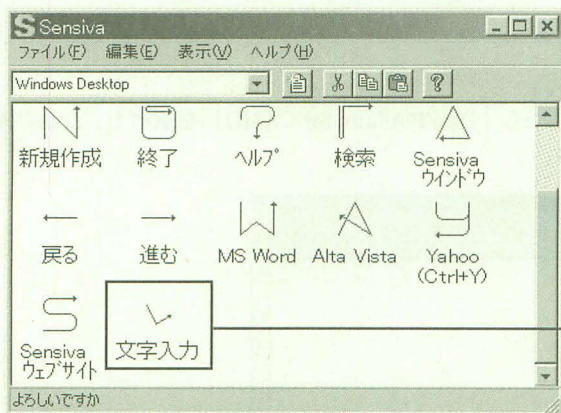 Sensiva
ファイル(F) 編集(E) 表示(V) ヘルプ(H)
Windows Desktop
新規作成 終了 ヘルプ 検索 Sensiva
ウインドウ
戻る 進む MS Word Alta Vista Yahoo
(Ctrl+Y)
Sensiva
ウェブサイト
文字入力
よろしいですか